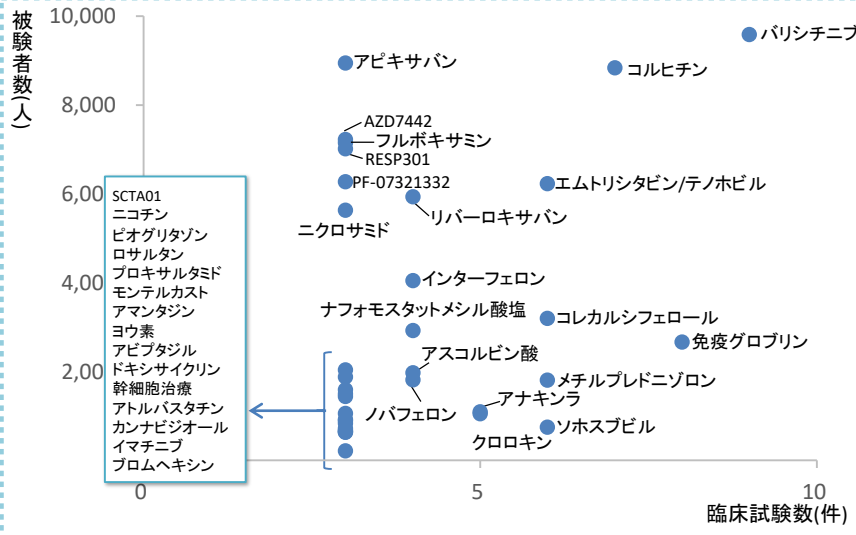 被験者数(人)
10,000
8,000
6,000
4,00
2,00
バリシチニブ
アピキサバン
コルヒチン
AZD7442
フルボキサミン
RESP301
PF-07321332
エムトリシタビン/テノホビル
リバーロキサバン
ニクロサミド
インターフェロン
ナフォモスタットメシル酸塩
コレカルシフェロール
免疫グロブリン
アスコルビン酸
メチルプレドニゾロン
ノバフェロン
アナキンラ
クロロキン
ソホスブビル
SCTA01
ニコチン
ピオグリタゾン
ロサルタン
プロキサルタミド
モンテルカスト
アマンタジン
ヨウ素
アビプタジル
ドキシサイクリン
幹細胞治療
アトルバスタチン
カンナビジオール
イマチニブ
ブロムヘキシン
0
5
10
臨床試験数(件)